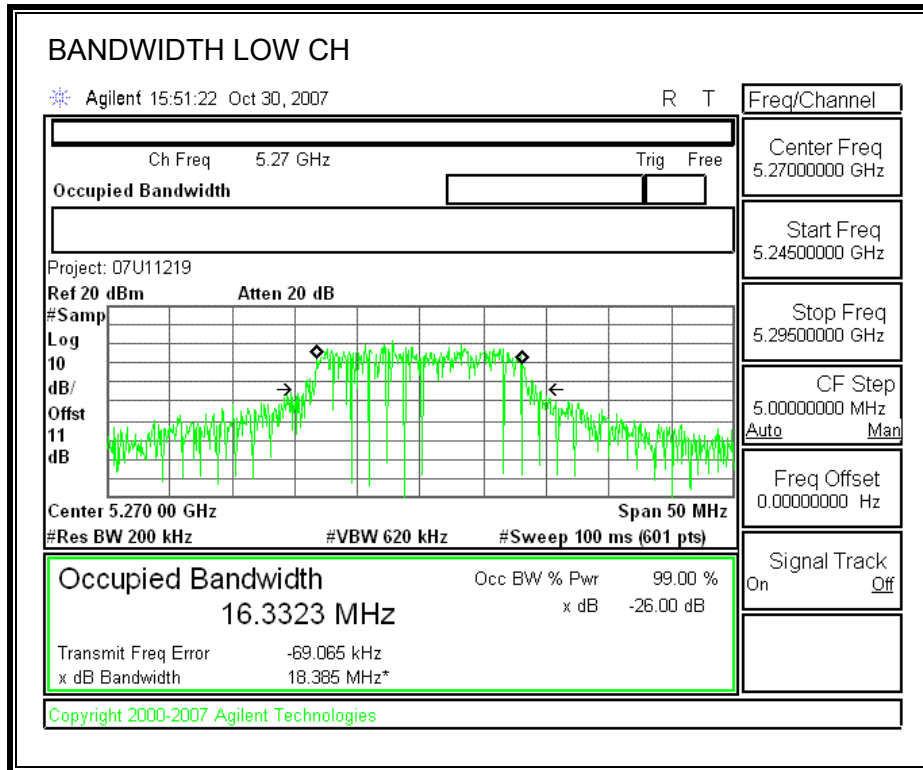 BANDWIDTH LOW CH
Agilent 15:51:22 Oct 30, 2007 R T
Freq/Channel
Ch Freq 5.27 GHz Trig Free
Occupied Bandwidth
Center Freq
5.27000000 GHz
Start Freq
5.24500000 GHz
Stop Freq
5.29500000 GHz
CF Step
5.00000000 MHz
Auto Man
Freq Offset
0.00000000 Hz
Signal Track
On Off
Project: 07U11219
Ref 20 dBm Atten 20 dB
#Samp
Log
10
dB/
Offst
11
dB
Center 5.270 00 GHz Span 50 MHz
#Res BW 200 kHz #VBW 620 kHz #Sweep 100 ms (601 pts)
Occupied Bandwidth Occ BW % Pwr 99.00 %
16.3323 MHz x dB -26.00 dB
Transmit Freq Error -69.065 kHz
x dB Bandwidth 18.385 MHz*
Copyright 2000-2007 Agilent Technologies